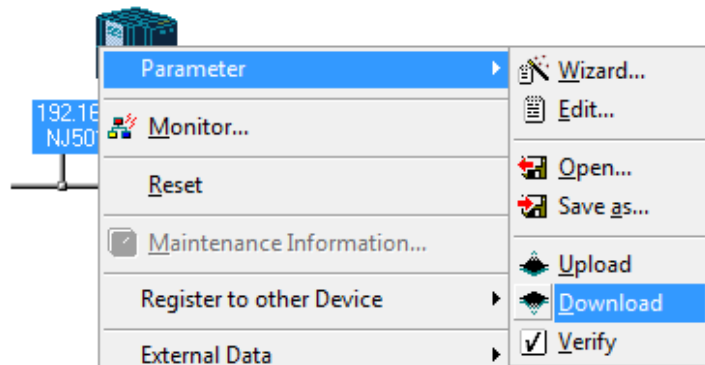 Parameter
192.16
NJ50
Monitor...
Reset
Maintenance Information...
Register to other Device
External Data
Wizard...
Edit...
Open...
Save as...
Upload
Download
Verify